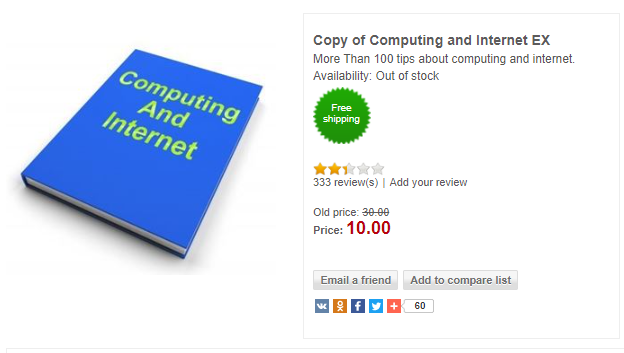 Computing
And
Internet
Copy of Computing and Internet EX
More Than 100 tips about computing and internet.
Availability: Out of stock
Free
shipping
333 review(s) | Add your review
Old price: 30.00
Price: 10.00
Email a friend
Add to compare list
60